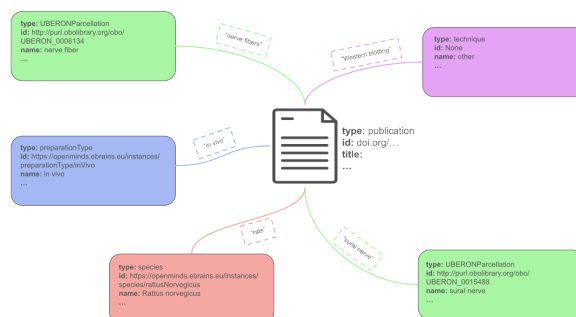 type: UBERONParcellation
id: http://purl.obolibrary.org/obo/
UBERON_0006134
name: nerve fiber
...
"nerve fibers"
"Western blotting"
type: technique
id: None
name: other
...
type: preparationType
id: https://openminds.ebrains.eu/instances/
preparationType/inVivo
name: in vivo
...
"in vivo"
type: publication
id: doi.org/...
title:
...
"rats"
"sural nerve"
type: species
id: https://openminds.ebrains.eu/instances/
species/rattusNorvegicus
name: Rattus norvegicus
...
type: UBERONParcellation
id: http://purl.obolibrary.org/obo/
UBERON_0015488
name: sural nerve
...